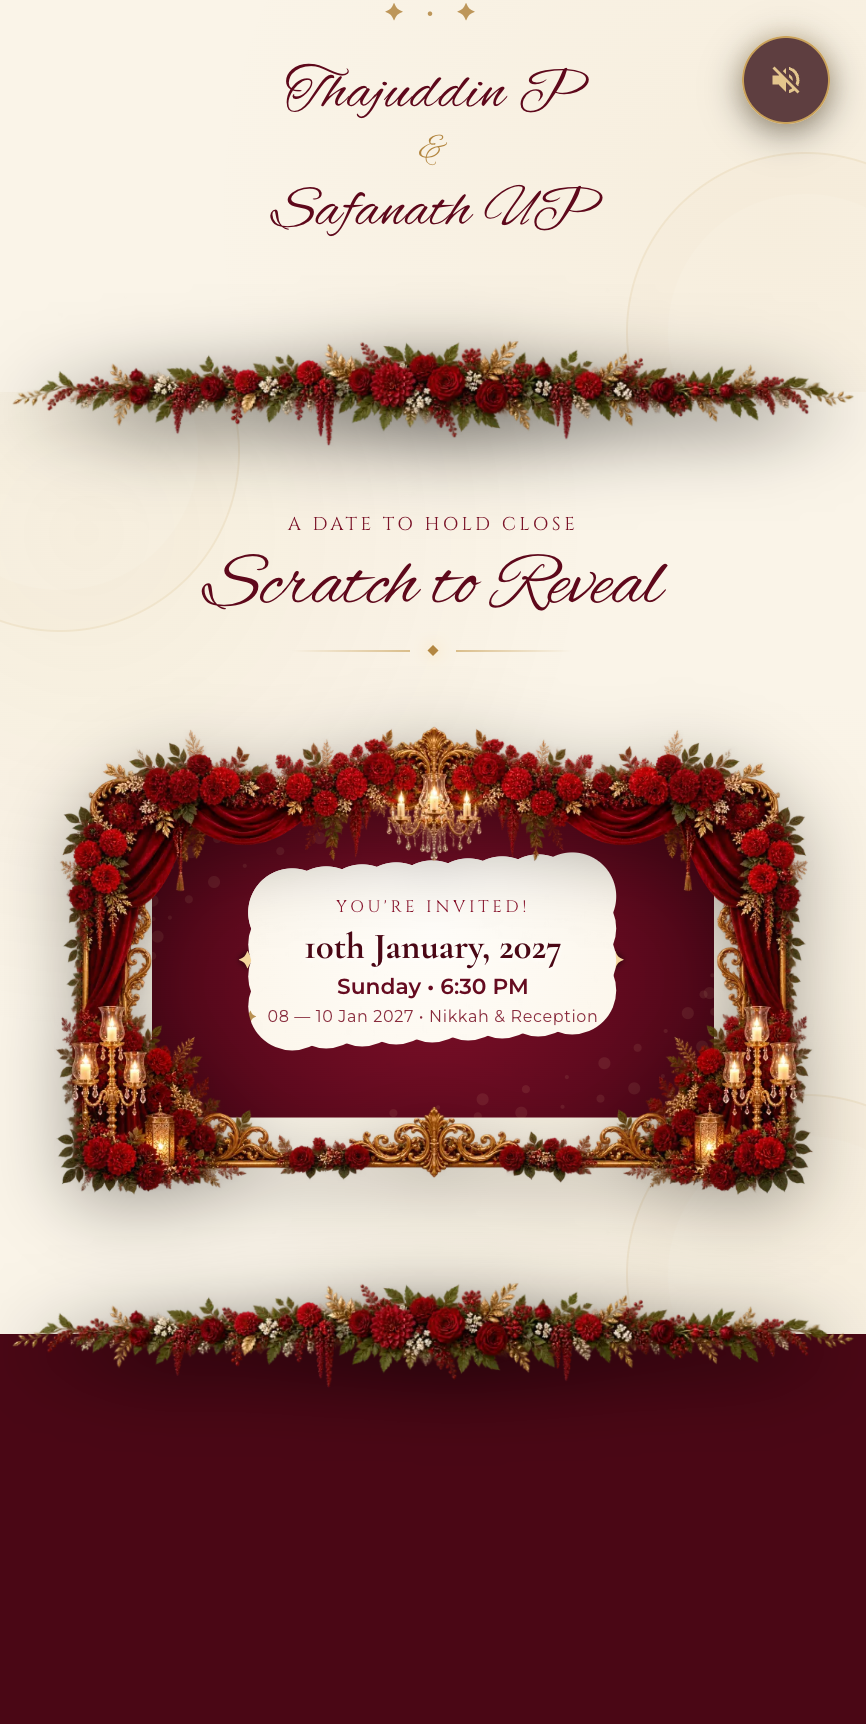 Thajuddin P
&
Safanath UP
A DATE TO HOLD CLOSE
Scratch to Reveal
YOU'RE INVITED!
10th January, 2027
Sunday • 6:30 PM
08 — 10 Jan 2027 • Nikkah & Reception